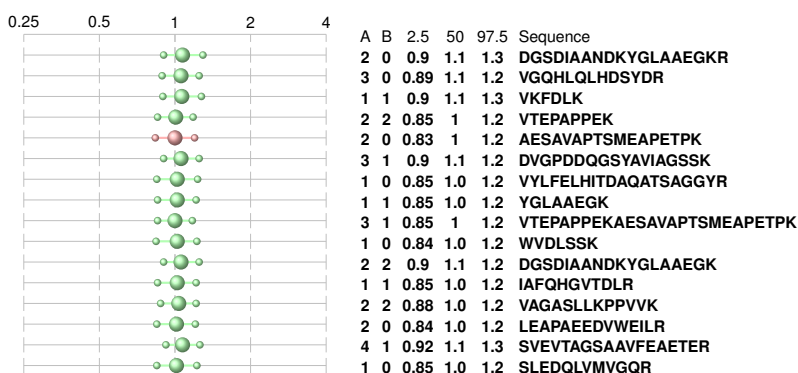 0.25 0.5 1 2 4
A B 2.5 50 97.5 Sequence
2 0 0.9 1.1 1.3 DGSDIAANDKYGLAAEGKR
3 0 0.89 1.1 1.2 VGQHLQLHDSYDR
1 1 0.9 1.1 1.3 VKFDLK
2 2 0.85 1 1.2 VTEPAPPEK
2 0 0.83 1 1.2 AESAVAPTSMEAPETPK
3 1 0.9 1.1 1.2 DVGPDDQGSYAVIAGSSK
1 0 0.85 1.0 1.2 VYLFELHITDAQATSAGGYR
1 1 0.85 1.0 1.2 YGLAAEGK
3 1 0.85 1 1.2 VTEPAPPEKAESAVAPTSMEAPETPK
1 0 0.84 1.0 1.2 WVDLSSK
2 2 0.9 1.1 1.2 DGSDIAANDKYGLAAEGK
1 1 0.85 1.0 1.2 IAFQHGVTDLR
2 2 0.88 1.0 1.2 VAGASLLKPPVVK
2 0 0.84 1.0 1.2 LEAPAEEDVWEILR
4 1 0.92 1.1 1.3 SVEVTAGSAAVFEAETER
1 0 0.85 1.0 1.2 SLEDQLVMVGQR